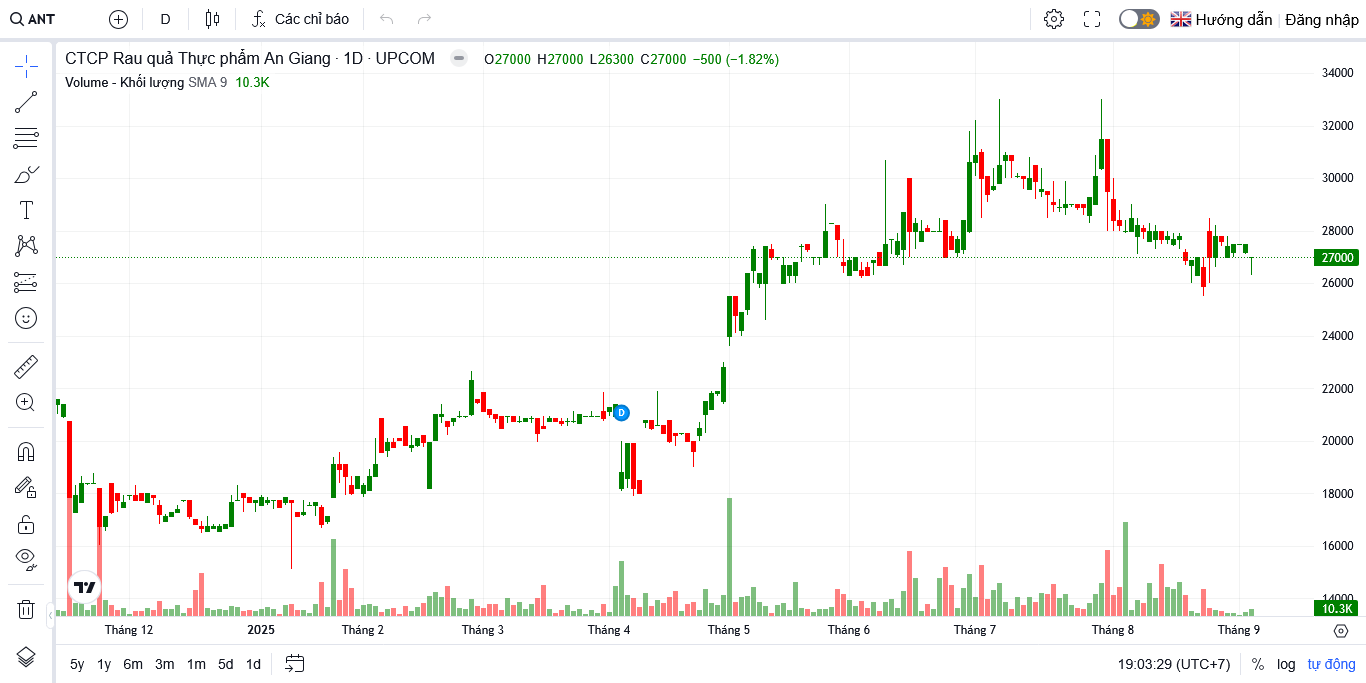 ANT D Các chỉ báo Hướng dẫn Đăng nhập
CTCP Rau quả Thực phẩm An Giang · 1D · UPCOM O27000 H27000 L26300 C27000 −500 (−1.82%)
Volume - Khối lượng SMA 9 10.3K
34000
32000
30000
28000
27000
26000
24000
22000
D
20000
18000
16000
14000
10.3K
Tháng 12 2025 Tháng 2 Tháng 3 Tháng 4 Tháng 5 Tháng 6 Tháng 7 Tháng 8 Tháng 9
5y 1y 6m 3m 1m 5d 1d 19:03:29 (UTC+7) % log tự động